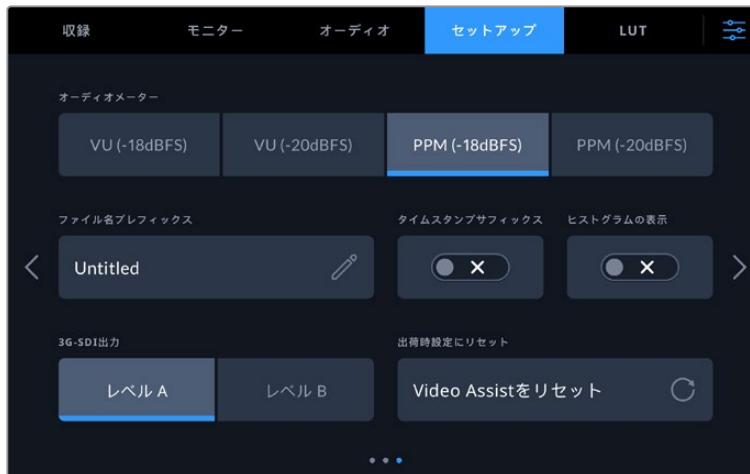 収録 モニター オーディオ セットアップ LUT
オーディオメーター
VU (-18dBFS) VU (-20dBFS) PPM (-18dBFS) PPM (-20dBFS)
ファイル名プレフィックス タイムスタンプサフィックス ヒストグラムの表示
Untitled
3G-SDI出力 出荷時設定にリセット
レベル A レベル B Video Assistをリセット